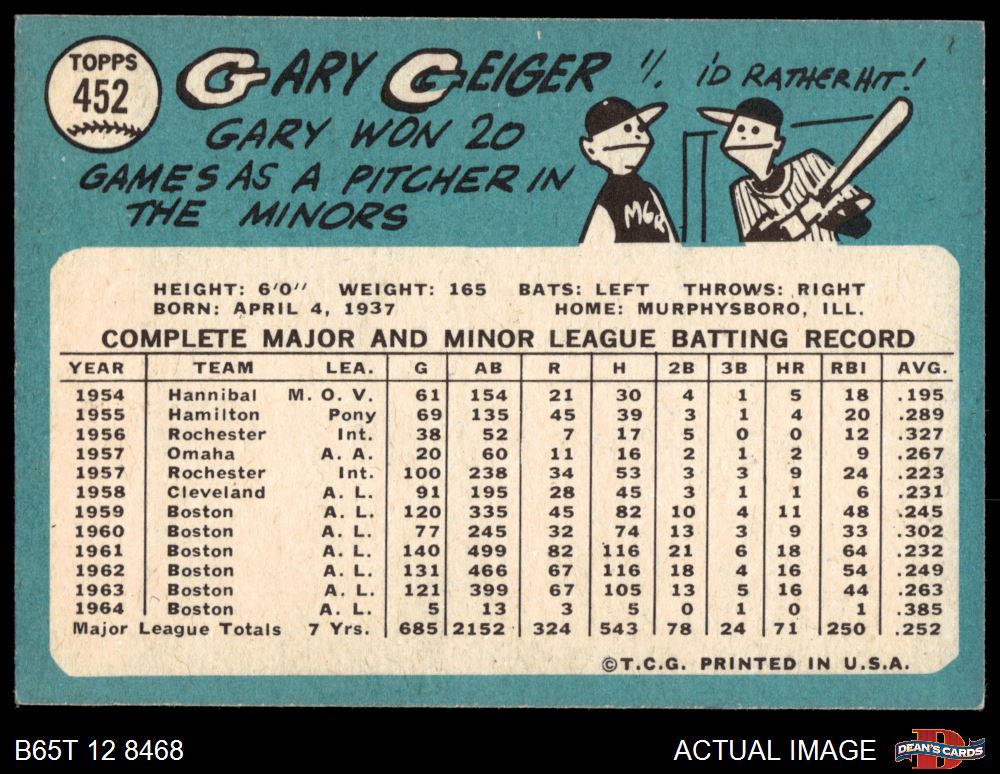 TOPPS
452
GARY GEIGER
I'D RATHER HIT!
GARY WON 20
GAMES AS A PITCHER IN
THE MINORS
MGR
HEIGHT: 6'0" WEIGHT: 165 BATS: LEFT THROWS: RIGHT
BORN: APRIL 4, 1937 HOME: MURPHYSBORO, ILL.
COMPLETE MAJOR AND MINOR LEAGUE BATTING RECORD
YEAR TEAM LEA. G AB R H 2B 3B HR RBI AVG.
1954 Hannibal M. O. V. 61 154 21 30 4 1 5 18 .195
1955 Hamilton Pony 69 135 45 39 3 1 4 20 .289
1956 Rochester Int. 38 52 7 17 5 0 0 12 .327
1957 Omaha A. A. 20 60 11 16 2 1 2 9 .267
1957 Rochester Int. 100 238 34 53 3 3 9 24 .223
1958 Cleveland A. L. 91 195 28 45 3 1 1 6 .231
1959 Boston A. L. 120 335 45 82 10 4 11 48 .245
1960 Boston A. L. 77 245 32 74 13 3 9 33 .302
1961 Boston A. L. 140 499 82 116 21 6 18 64 .232
1962 Boston A. L. 131 466 67 116 18 4 16 54 .249
1963 Boston A. L. 121 399 67 105 13 5 16 44 .263
1964 Boston A. L. 5 13 3 5 0 1 0 1 .385
Major League Totals 7 Yrs. 685 2152 324 543 78 24 71 250 .252
©T.C.G. PRINTED IN U.S.A.
B65T 12 8468 ACTUAL IMAGE DEAN'S CARDS